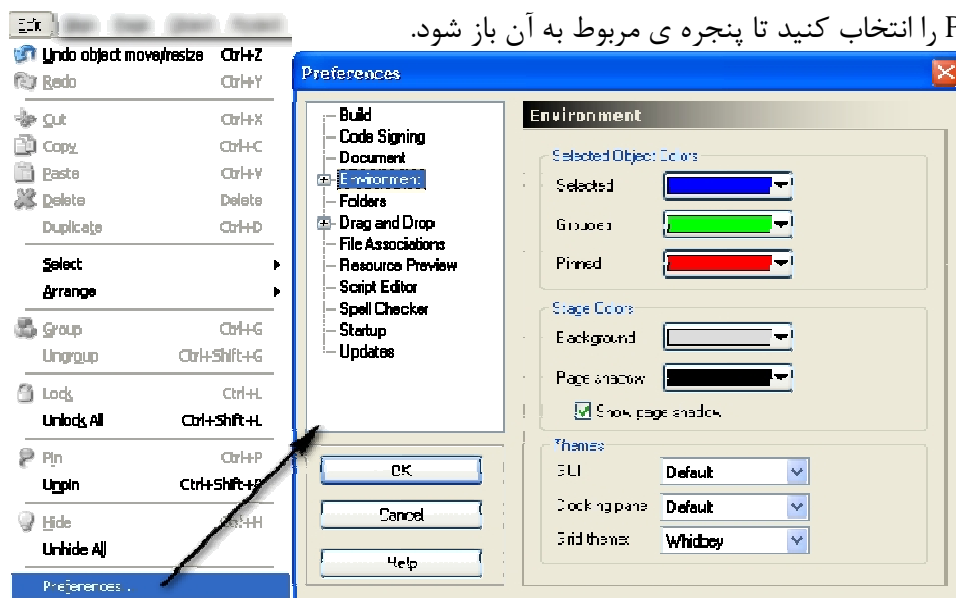 P را انتخاب کنید تا پنجره ی مربوط به آن باز شود.
Edit
Undo object move/resize Ctrl+Z
Redo Ctrl+Y
Cut Ctrl+X
Copy Ctrl+C
Paste Ctrl+V
Delete Delete
Duplicate Ctrl+D
Select
Arrange
Group Ctrl+G
Ungroup Ctrl+Shift+G
Lock Ctrl+L
Unlock All Ctrl+Shift+L
Pin Ctrl+P
Unpin Ctrl+Shift+P
Hide Ctrl+H
Unhide All
Preferences...
Preferences
Build
Code Signing
Document
Environment
Folders
Drag and Drop
File Associations
Resource Preview
Script Editor
Spell Checker
Startup
Updates
OK
Cancel
Help
Environment
Selected Object Colors
Selected
Grouped
Pinned
Stage Colors
Background
Page shadow
Show page shadow
Themes
GUI Default
Docking pane Default
Grid themes Whidbey